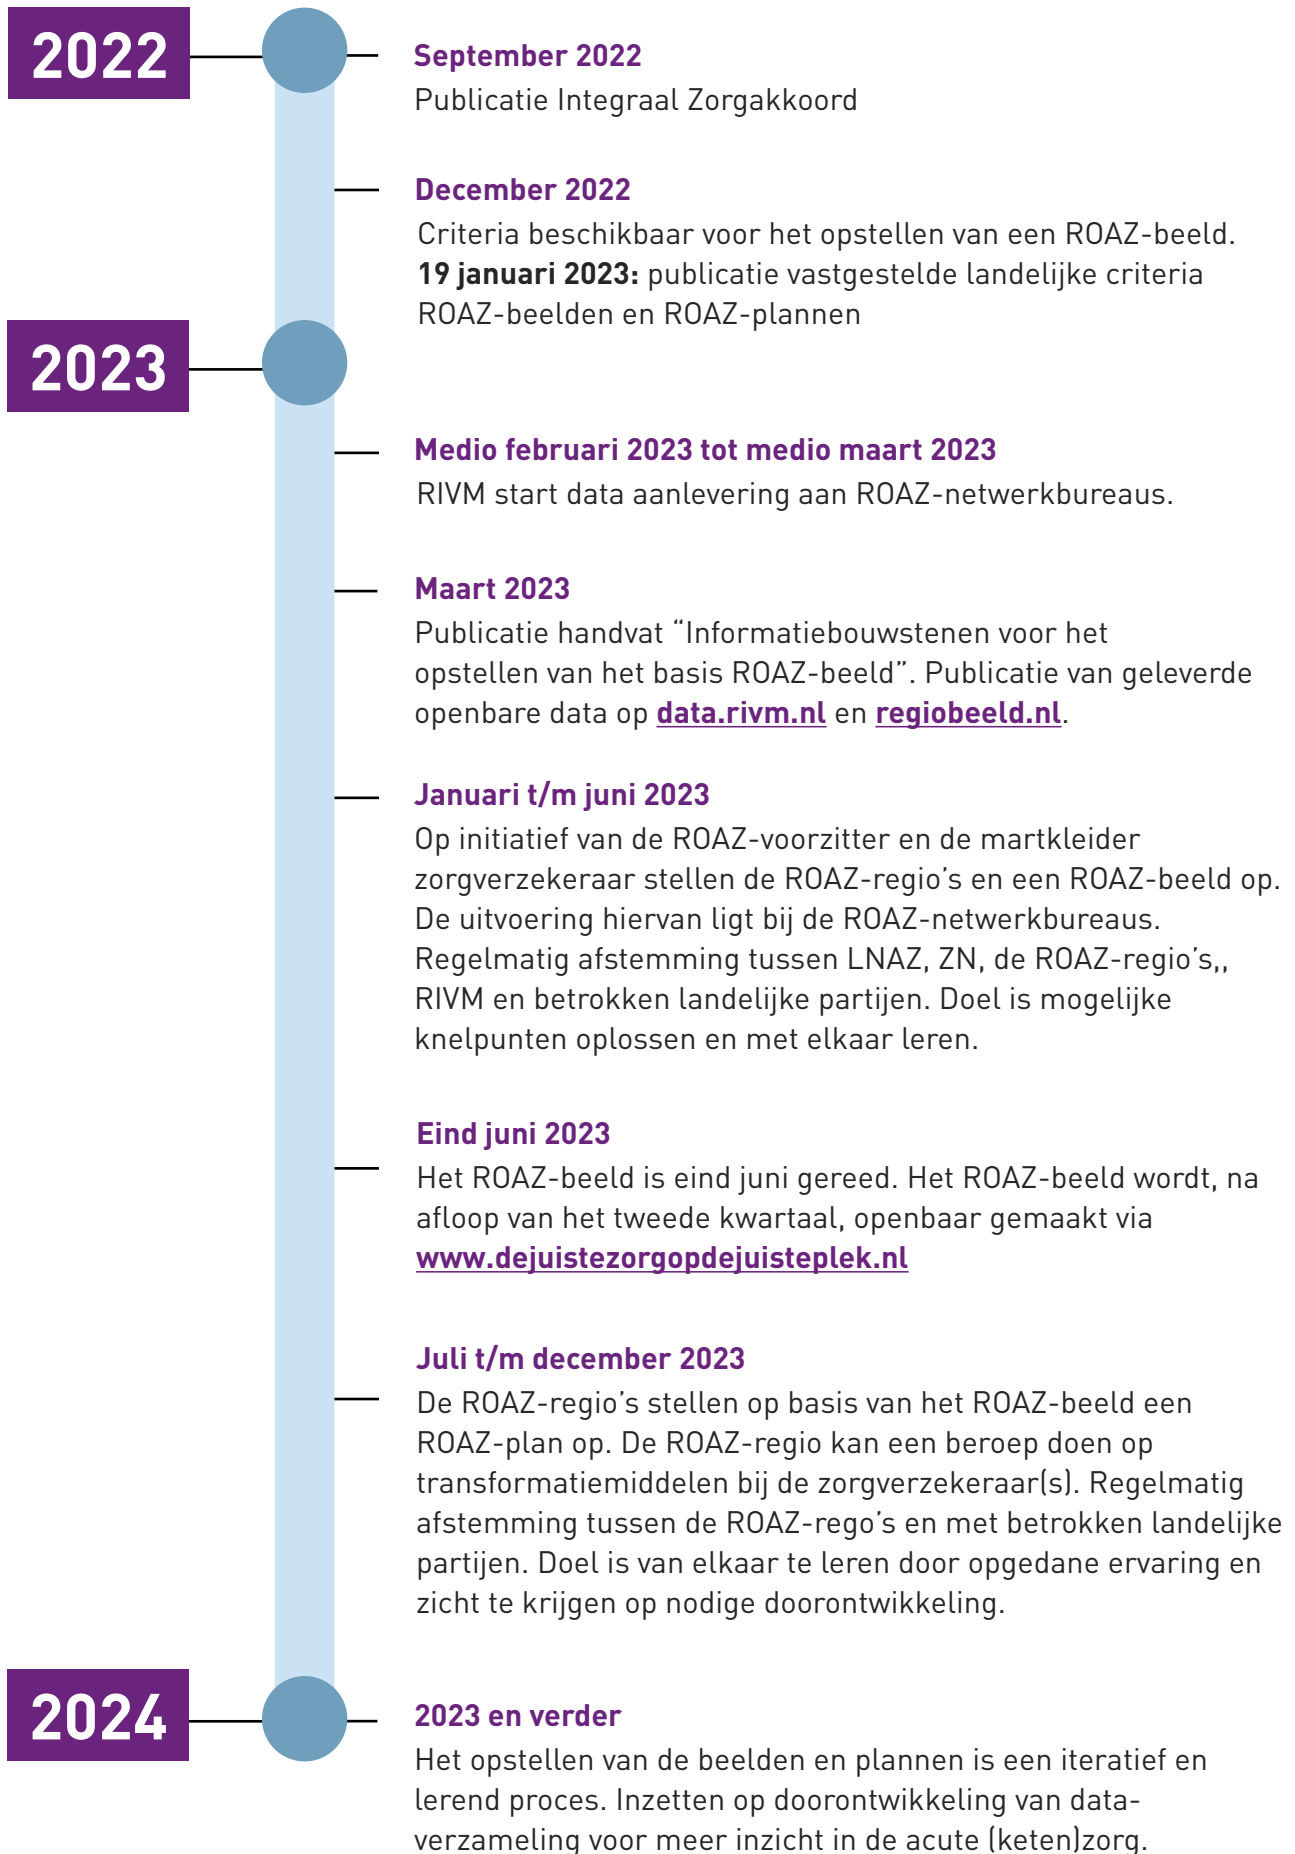 2022
September 2022
Publicatie Integraal Zorgakkoord
December 2022
Criteria beschikbaar voor het opstellen van een ROAZ-beeld.
19 januari 2023: publicatie vastgestelde landelijke criteria
ROAZ-beelden en ROAZ-plannen
2023
Medio februari 2023 tot medio maart 2023
RIVM start data aanlevering aan ROAZ-netwerkbureaus.
Maart 2023
Publicatie handvat “Informatiebouwstenen voor het
opstellen van het basis ROAZ-beeld”. Publicatie van geleverde
openbare data op data.rivm.nl en regiobeeld.nl.
Januari t/m juni 2023
Op initiatief van de ROAZ-voorzitter en de martkleider
zorgverzekeraar stellen de ROAZ-regio’s en een ROAZ-beeld op.
De uitvoering hiervan ligt bij de ROAZ-netwerkbureaus.
Regelmatig afstemming tussen LNAZ, ZN, de ROAZ-regio’s,,
RIVM en betrokken landelijke partijen. Doel is mogelijke
knelpunten oplossen en met elkaar leren.
Eind juni 2023
Het ROAZ-beeld is eind juni gereed. Het ROAZ-beeld wordt, na
afloop van het tweede kwartaal, openbaar gemaakt via
www.dejuistezorgopdejuisteplek.nl
Juli t/m december 2023
De ROAZ-regio’s stellen op basis van het ROAZ-beeld een
ROAZ-plan op. De ROAZ-regio kan een beroep doen op
transformatiemiddelen bij de zorgverzekeraar(s). Regelmatig
afstemming tussen de ROAZ-rego’s en met betrokken landelijke
partijen. Doel is van elkaar te leren door opgedane ervaring en
zicht te krijgen op nodige doorontwikkeling.
2024
2023 en verder
Het opstellen van de beelden en plannen is een iteratief en
lerend proces. Inzetten op doorontwikkeling van data-
verzameling voor meer inzicht in de acute (keten)zorg.